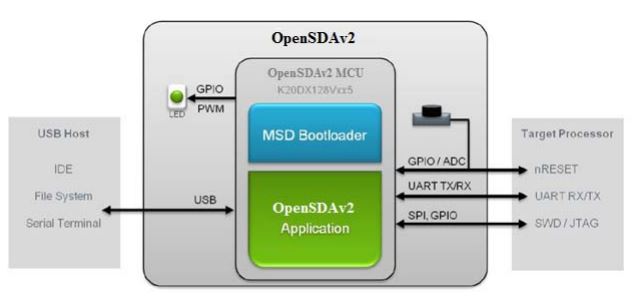 OpenSDAv2
OpenSDAv2 MCU
K20DX128Vxx5
GPIO
PWM
LED
MSD Bootloader
USB Host
IDE
File System
Serial Terminal
USB
OpenSDAv2
Application
GPIO / ADC
UART TX/RX
SPI, GPIO
Target Processor
nRESET
UART RX/TX
SWD / JTAG